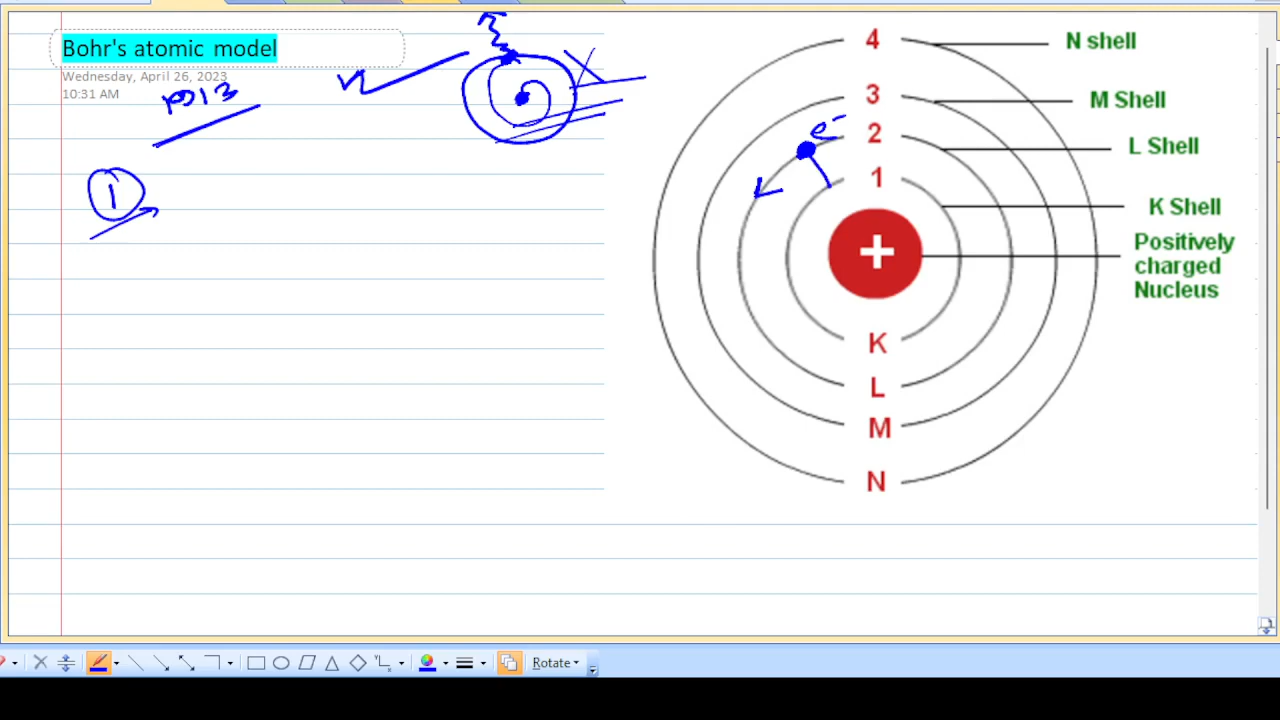 Bohr's atomic model
Wednesday, April 26, 2023
10:31 AM
1913
1
4
3
2
1
e-
+
K
L
M
N
N shell
M Shell
L Shell
K Shell
Positively
charged
Nucleus
Rotate